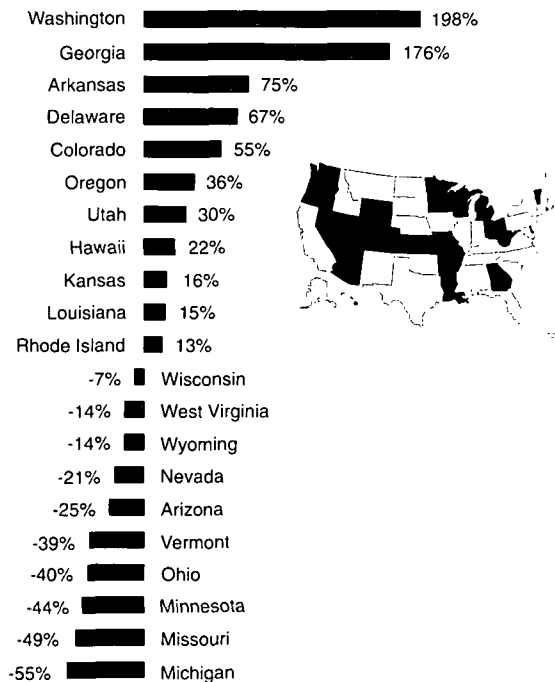 Washington 198%
Georgia 176%
Arkansas 75%
Delaware 67%
Colorado 55%
Oregon 36%
Utah 30%
Hawaii 22%
Kansas 16%
Louisiana 15%
Rhode Island 13%
-7% Wisconsin
-14% West Virginia
-14% Wyoming
-21% Nevada
-25% Arizona
-39% Vermont
-40% Ohio
-44% Minnesota
-49% Missouri
-55% Michigan